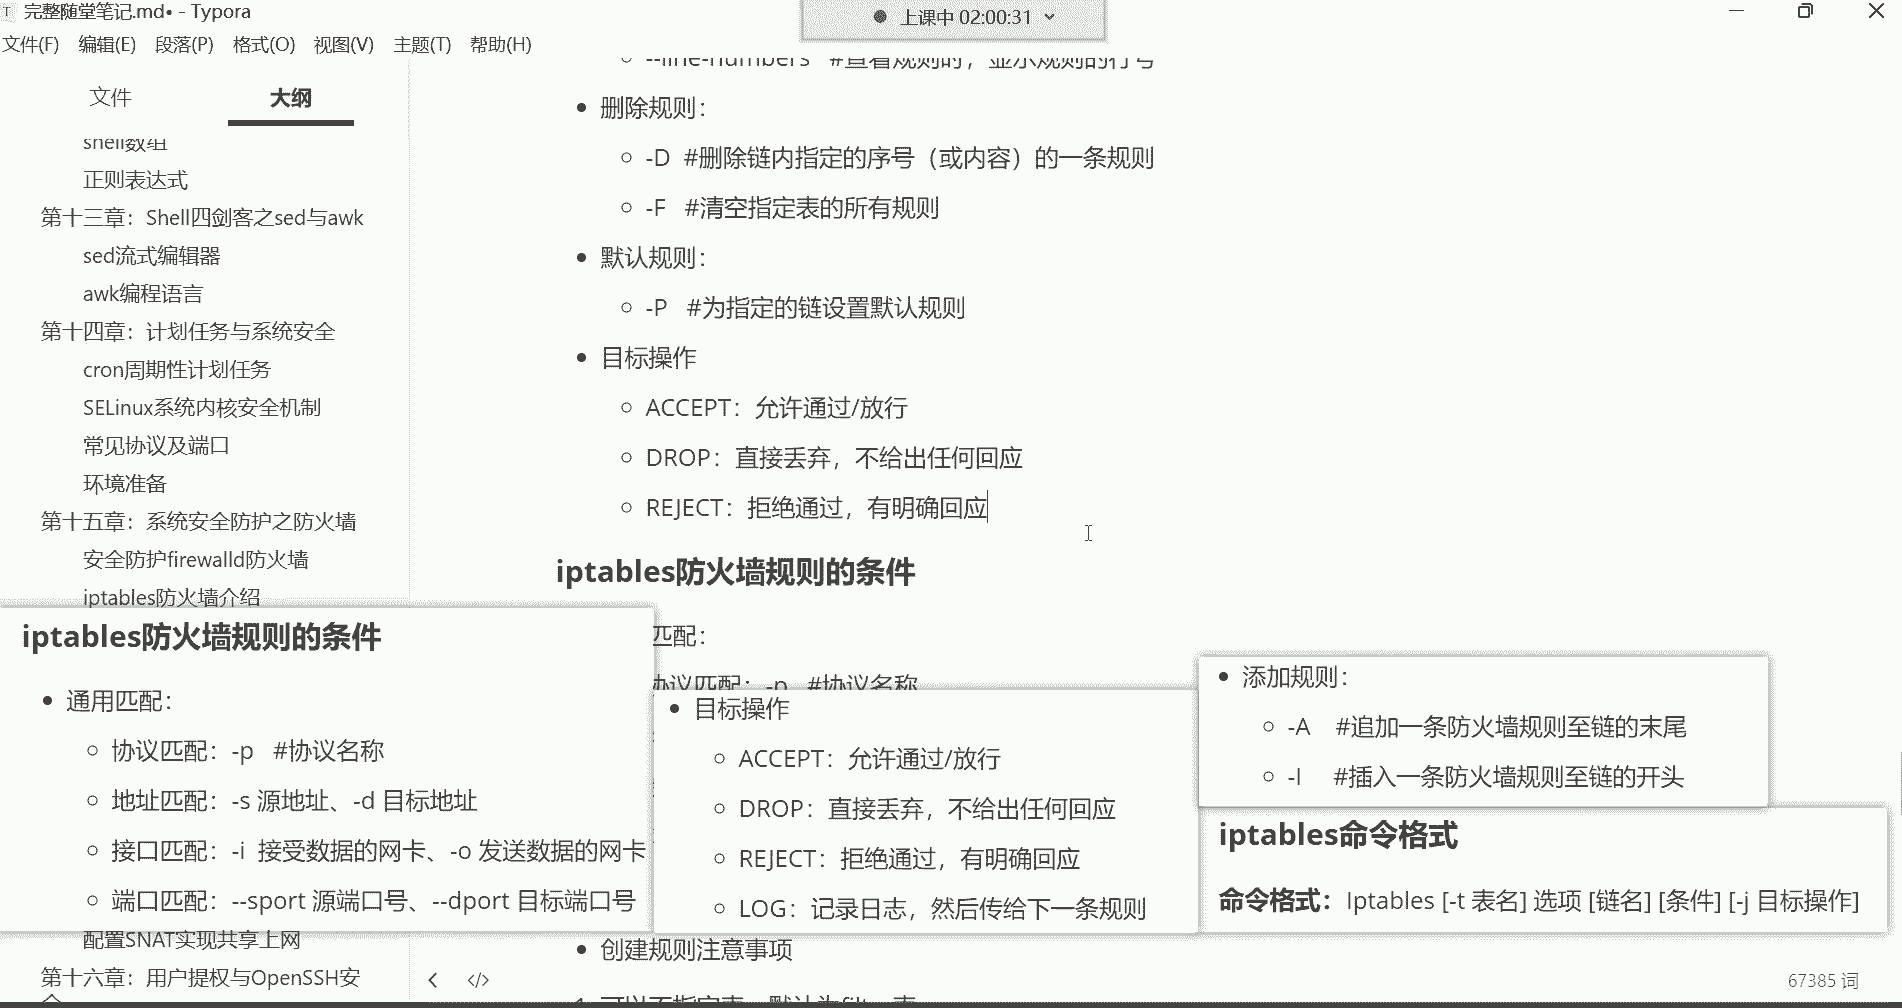 完整随堂笔记.md• - Typora
上课中 02:00:31
文件(F) 编辑(E) 段落(P) 格式(O) 视图(V) 主题(T) 帮助(H)
文件 大纲
shell数组
正则表达式
第十三章：Shell四剑客之sed与awk
sed流式编辑器
awk编程语言
第十四章：计划任务与系统安全
cron周期性计划任务
SELinux系统内核安全机制
常见协议及端口
环境准备
第十五章：系统安全防护之防火墙
安全防护firewalld防火墙
iptables防火墙介绍
配置SNAT实现共享上网
第十六章：用户提权与OpenSSH安
--line-numbers #查看规则时，显示规则的行号
删除规则：
-D #删除链内指定的序号（或内容）的一条规则
-F #清空指定表的所有规则
默认规则：
-P #为指定的链设置默认规则
目标操作
ACCEPT：允许通过/放行
DROP：直接丢弃，不给出任何回应
REJECT：拒绝通过，有明确回应
iptables防火墙规则的条件
匹配：
协议匹配：-p #协议名称
创建规则注意事项
iptables防火墙规则的条件
通用匹配：
协议匹配：-p #协议名称
地址匹配：-s 源地址、-d 目标地址
接口匹配：-i 接受数据的网卡、-o 发送数据的网卡
端口匹配：--sport 源端口号、--dport 目标端口号
目标操作
ACCEPT：允许通过/放行
DROP：直接丢弃，不给出任何回应
REJECT：拒绝通过，有明确回应
LOG：记录日志，然后传给下一条规则
添加规则：
-A #追加一条防火墙规则至链的末尾
-I #插入一条防火墙规则至链的开头
iptables命令格式
命令格式：Iptables [-t 表名] 选项 [链名] [条件] [-j 目标操作]
67385 词